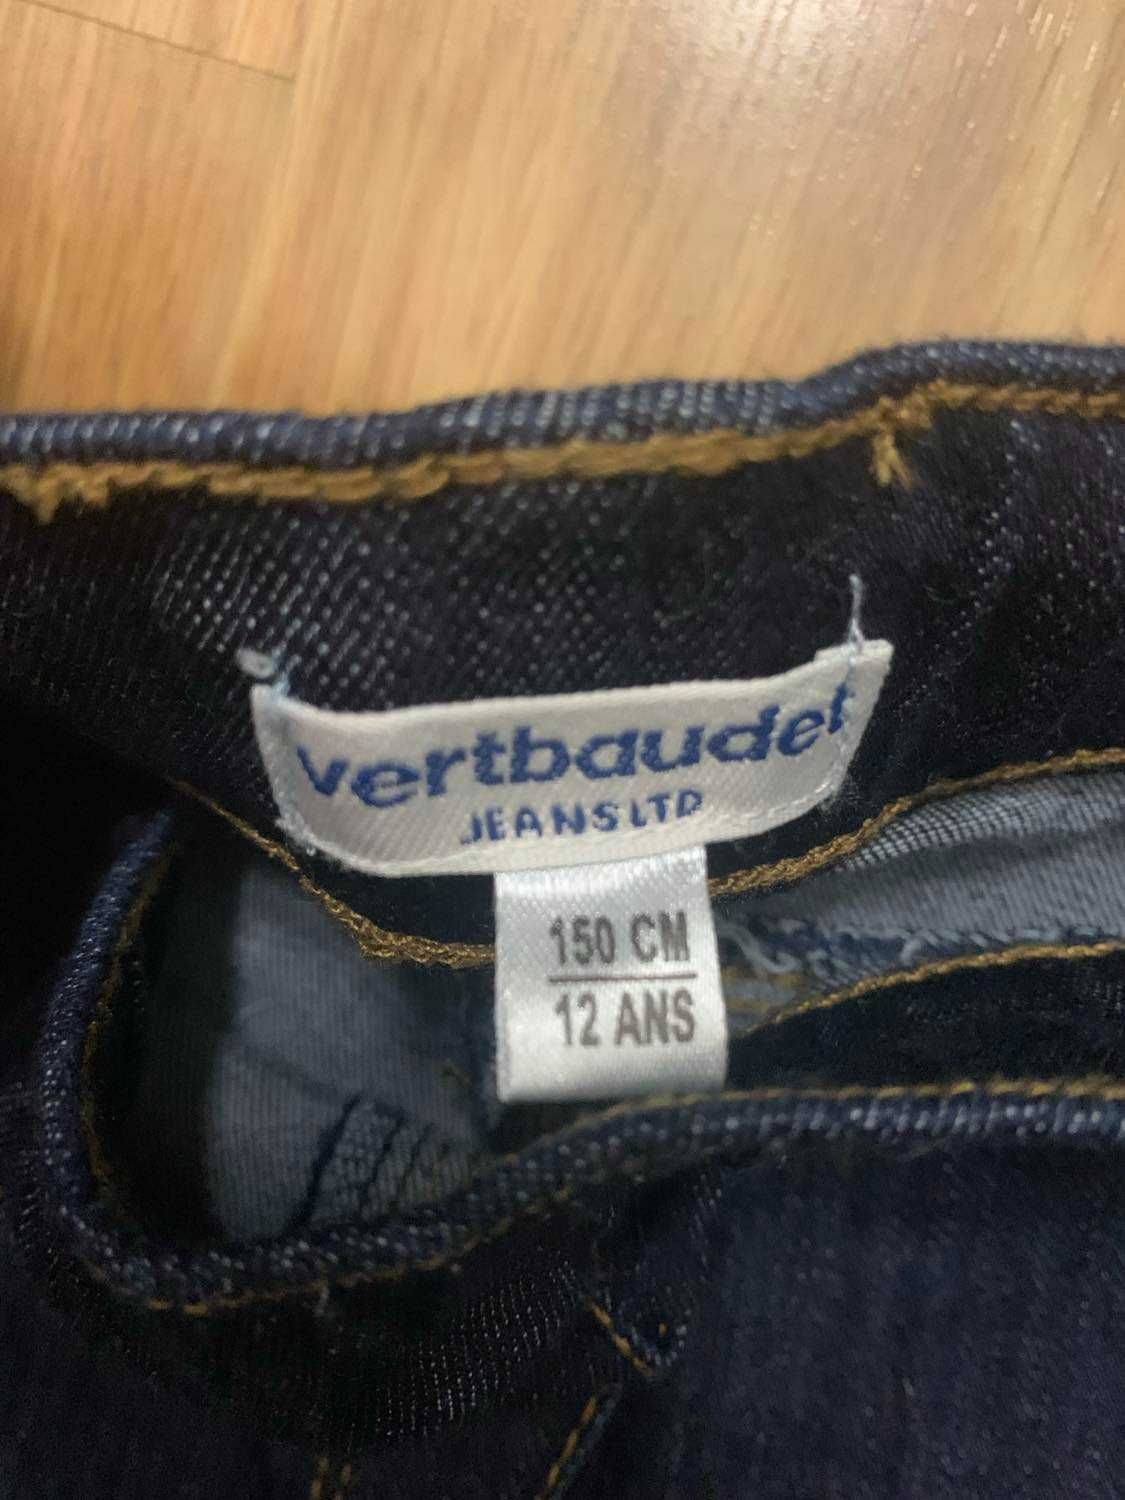 vertbaudet
JEANS LTD
150 CM
12 ANS